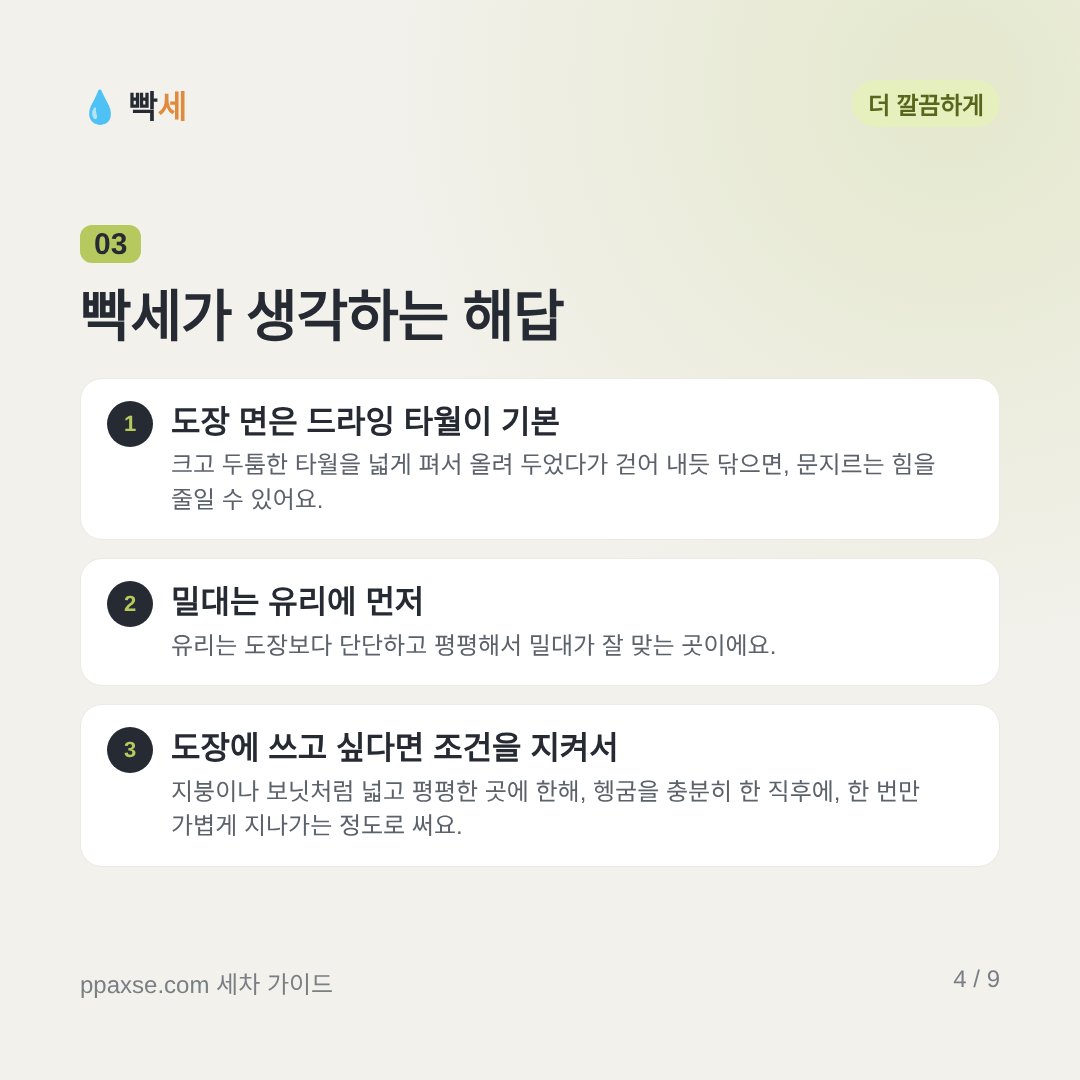 빡세
더 깔끔하게
03
빡세가 생각하는 해답
1
도장 면은 드라잉 타월이 기본
크고 두툼한 타월을 넓게 펴서 올려 두었다가 걷어 내듯 닦으면, 문지르는 힘을
줄일 수 있어요.
2
밀대는 유리에 먼저
유리는 도장보다 단단하고 평평해서 밀대가 잘 맞는 곳이에요.
3
도장에 쓰고 싶다면 조건을 지켜서
지붕이나 보닛처럼 넓고 평평한 곳에 한해, 헹굼을 충분히 한 직후에, 한 번만
가볍게 지나가는 정도로 써요.
ppaxse.com 세차 가이드
4 / 9